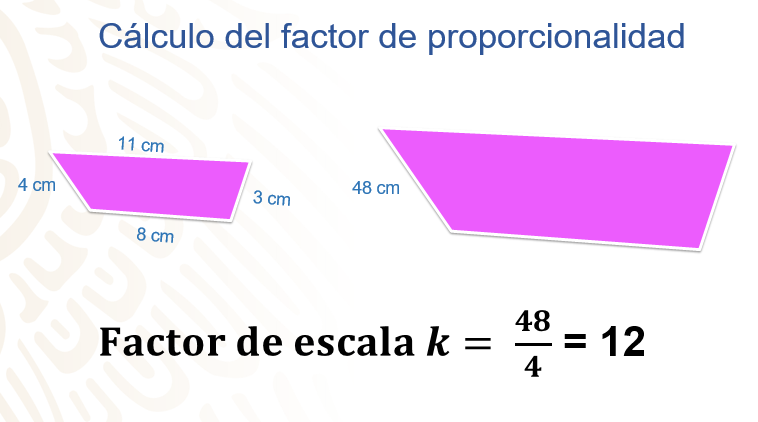 Cálculo del factor de proporcionalidad
11 cm
4 cm
3 cm
8 cm
48 cm
Factor de escala k = 48/4 = 12